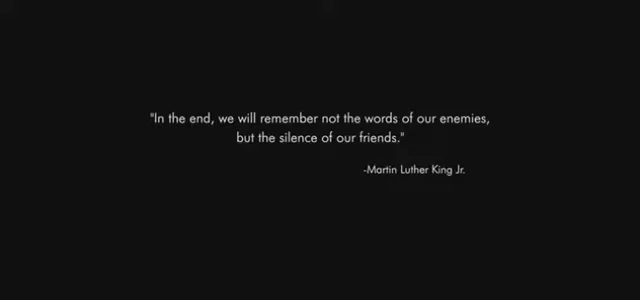 "In the end, we will remember not the words of our enemies,
but the silence of our friends."
-Martin Luther King Jr.